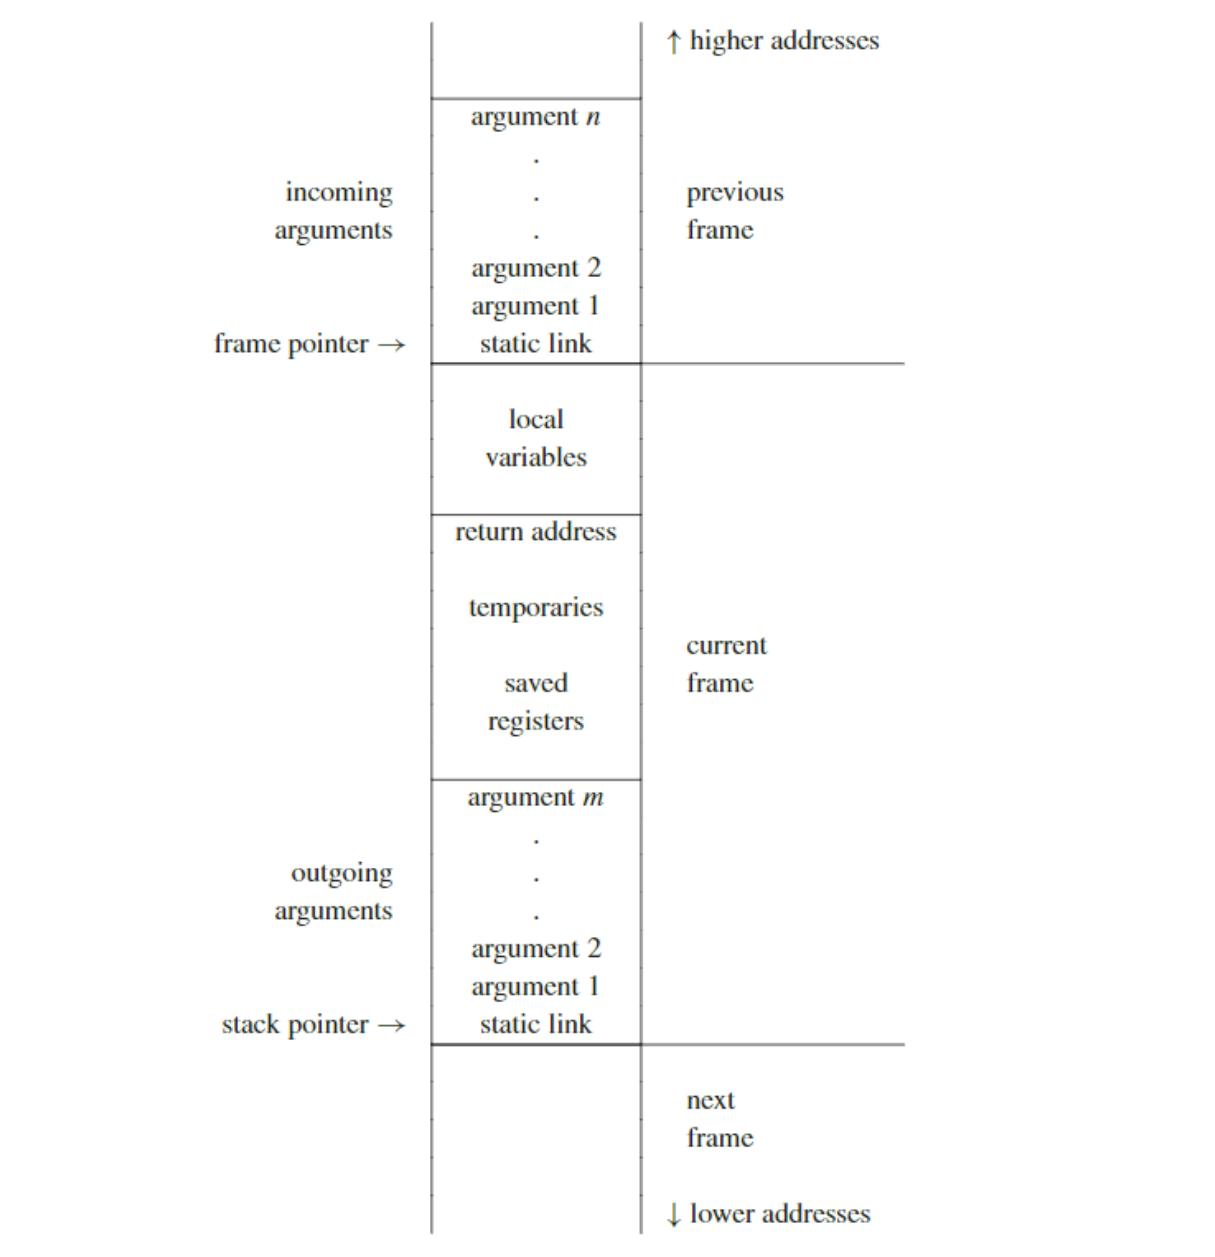 ↑ higher addresses
argument n
.
incoming . previous
arguments . frame
argument 2
argument 1
frame pointer → static link
local
variables
return address
temporaries
current
saved frame
registers
argument m
.
outgoing .
arguments .
argument 2
argument 1
stack pointer → static link
next
frame
↓ lower addresses